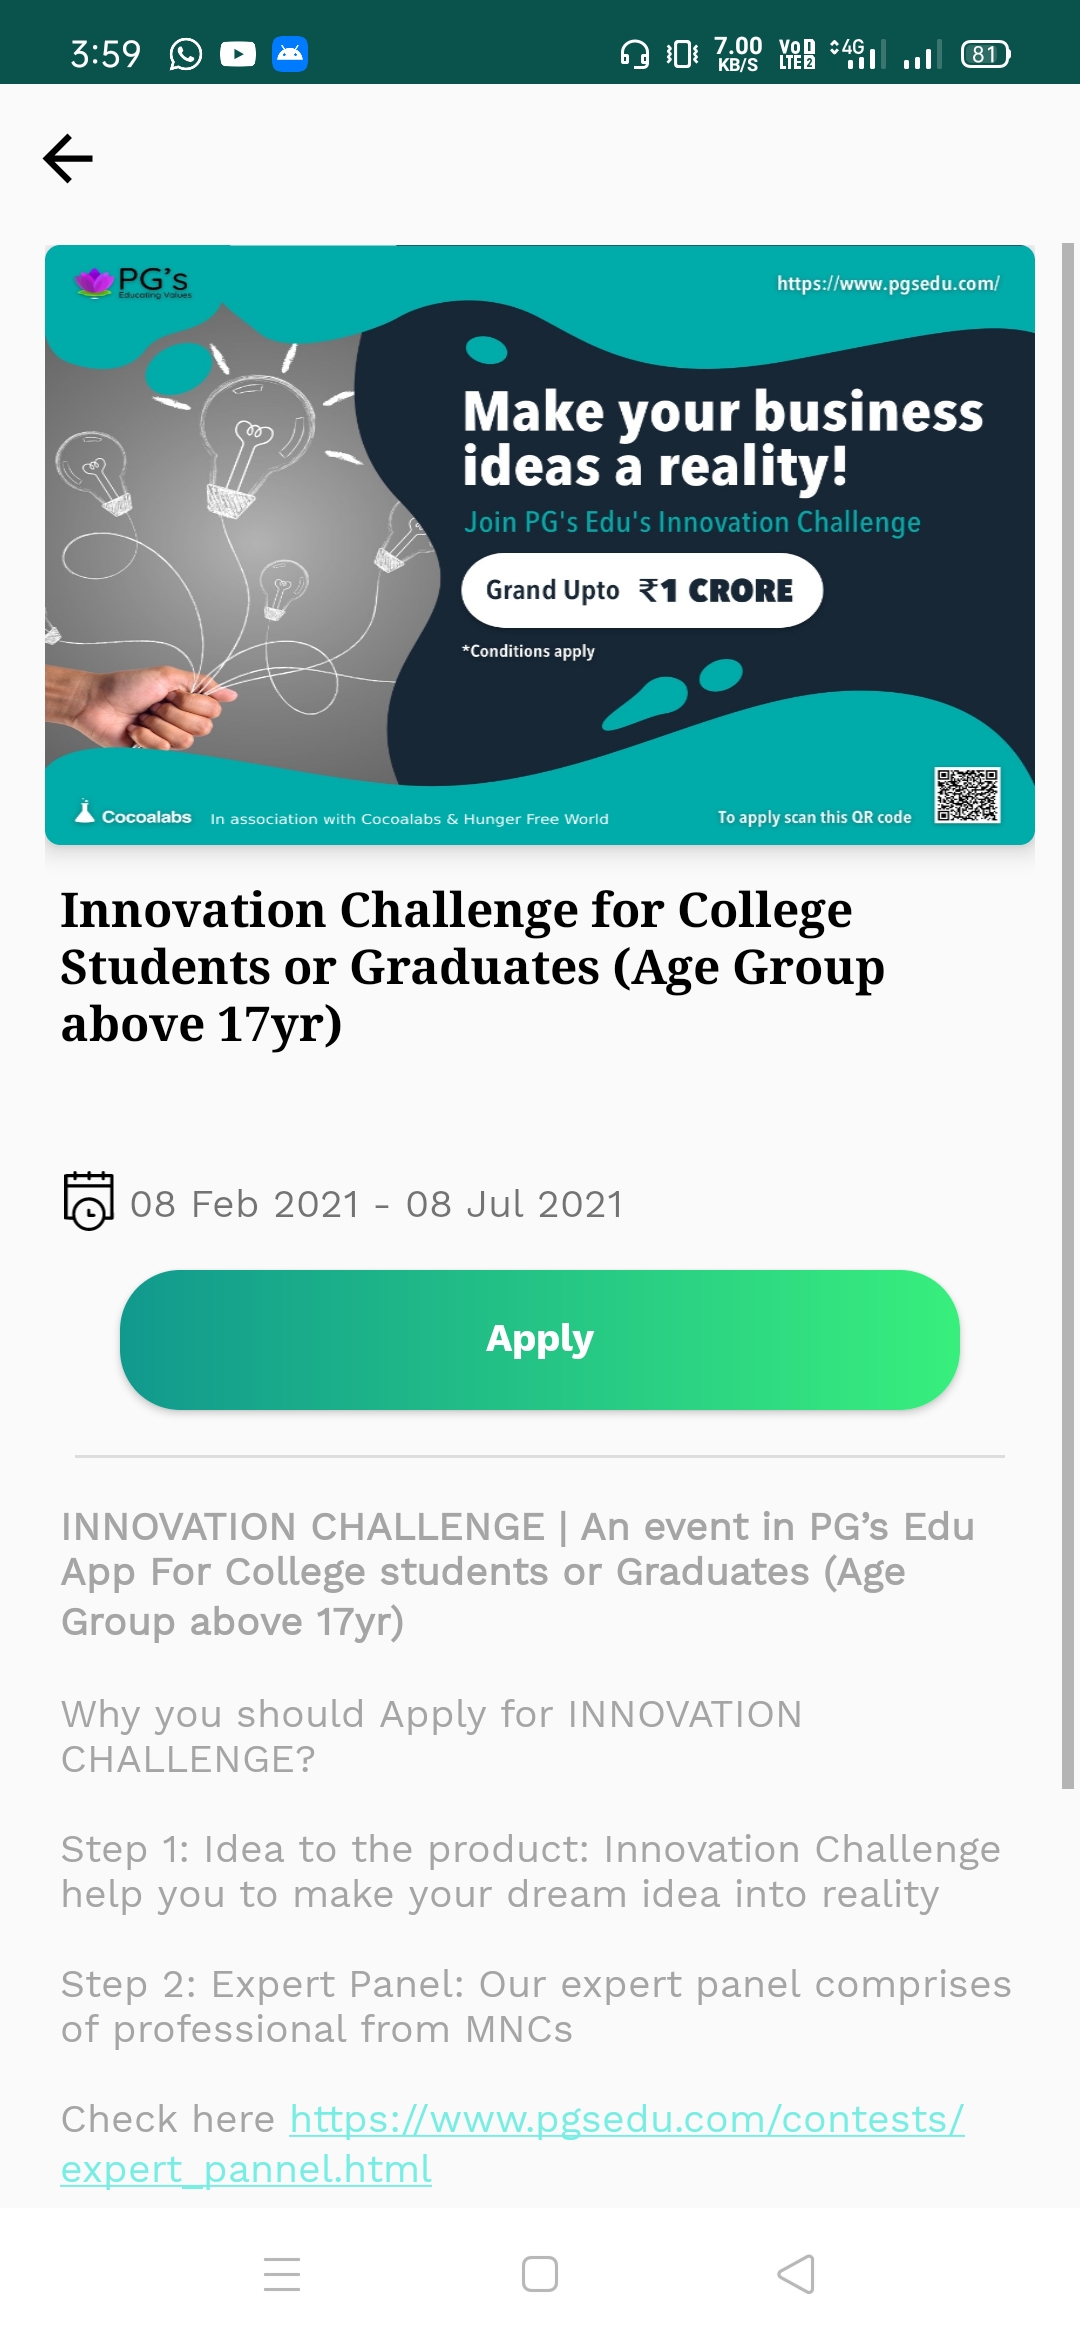 3:59
7.00
KB/S
VoLTE 1 2
4G
81
PG's
Educating Values
https://www.pgsedu.com/
Make your business
ideas a reality!
Join PG's Edu's Innovation Challenge
Grand Upto ₹1 CRORE
*Conditions apply
Cocoalabs In association with Cocoalabs & Hunger Free World
To apply scan this QR code
Innovation Challenge for College
Students or Graduates (Age Group
above 17yr)
08 Feb 2021 - 08 Jul 2021
Apply
INNOVATION CHALLENGE | An event in PG’s Edu
App For College students or Graduates (Age
Group above 17yr)
Why you should Apply for INNOVATION
CHALLENGE?
Step 1: Idea to the product: Innovation Challenge
help you to make your dream idea into reality
Step 2: Expert Panel: Our expert panel comprises
of professional from MNCs
Check here https://www.pgsedu.com/contests/
expert_pannel.html